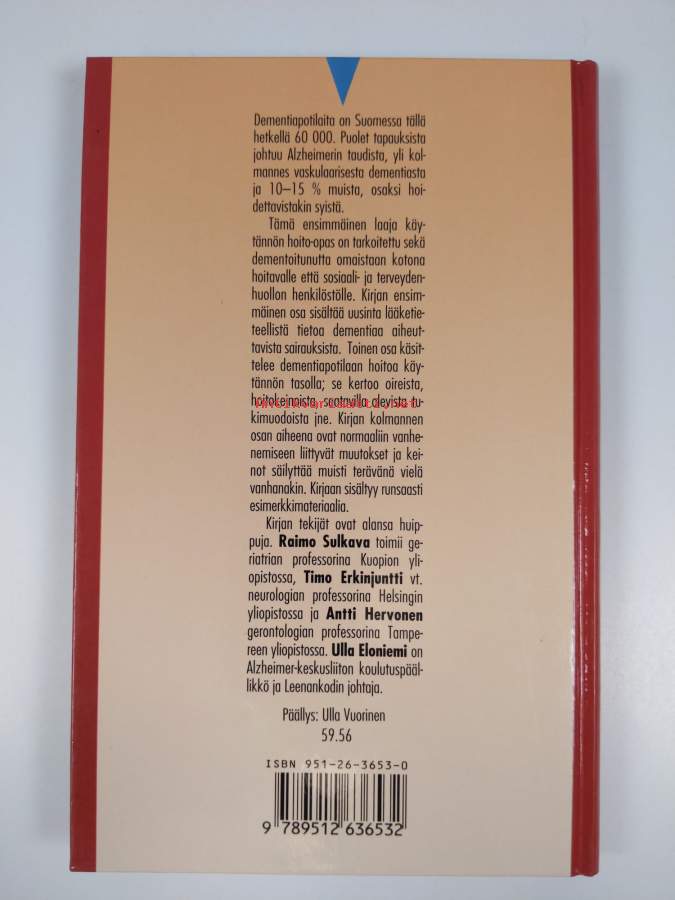 Dementiapotilaita on Suomessa tällä
hetkellä 60 000. Puolet tapauksista
johtuu Alzheimerin taudista, yli kol-
mannes vaskulaarisesta dementiasta
ja 10–15 % muista, osaksi hoi-
dettavistakin syistä.
Tämä ensimmäinen laaja käy-
tännön hoito-opas on tarkoitettu sekä
dementoitunutta omaistaan kotona
hoitavalle että sosiaali- ja terveyden-
huollon henkilöstölle. Kirjan ensim-
mäinen osa sisältää uusinta lääketie-
teellistä tietoa dementiaa aiheut-
tavista sairauksista. Toinen osa käsit-
telee dementiapotilaan hoitoa käy-
tännön tasolla; se kertoo oireista,
hoitokeinoista, saatavilla olevista tu-
kimuodoista jne. Kirjan kolmannen
osan aiheena ovat normaaliin vanhe-
nemiseen liittyvät muutokset ja kei-
not säilyttää muisti terävänä vielä
vanhanakin. Kirjaan sisältyy runsaasti
esimerkkimateriaalia.
Kirjan tekijät ovat alansa huip-
puja. Raimo Sulkava toimii ge-
riatrian professorina Kuopion yli-
opistossa, Timo Erkinjuntti vt.
neurologian professorina Helsingin
yliopistossa ja Antti Hervonen
gerontologian professorina Tampe-
reen yliopistossa. Ulla Eloniemi on
Alzheimer-keskusliiton koulutuspääl-
likkö ja Leenankodin johtaja.
Päällys: Ulla Vuorinen
59.56
ISBN 951-26-3653-0
9 789512 636532